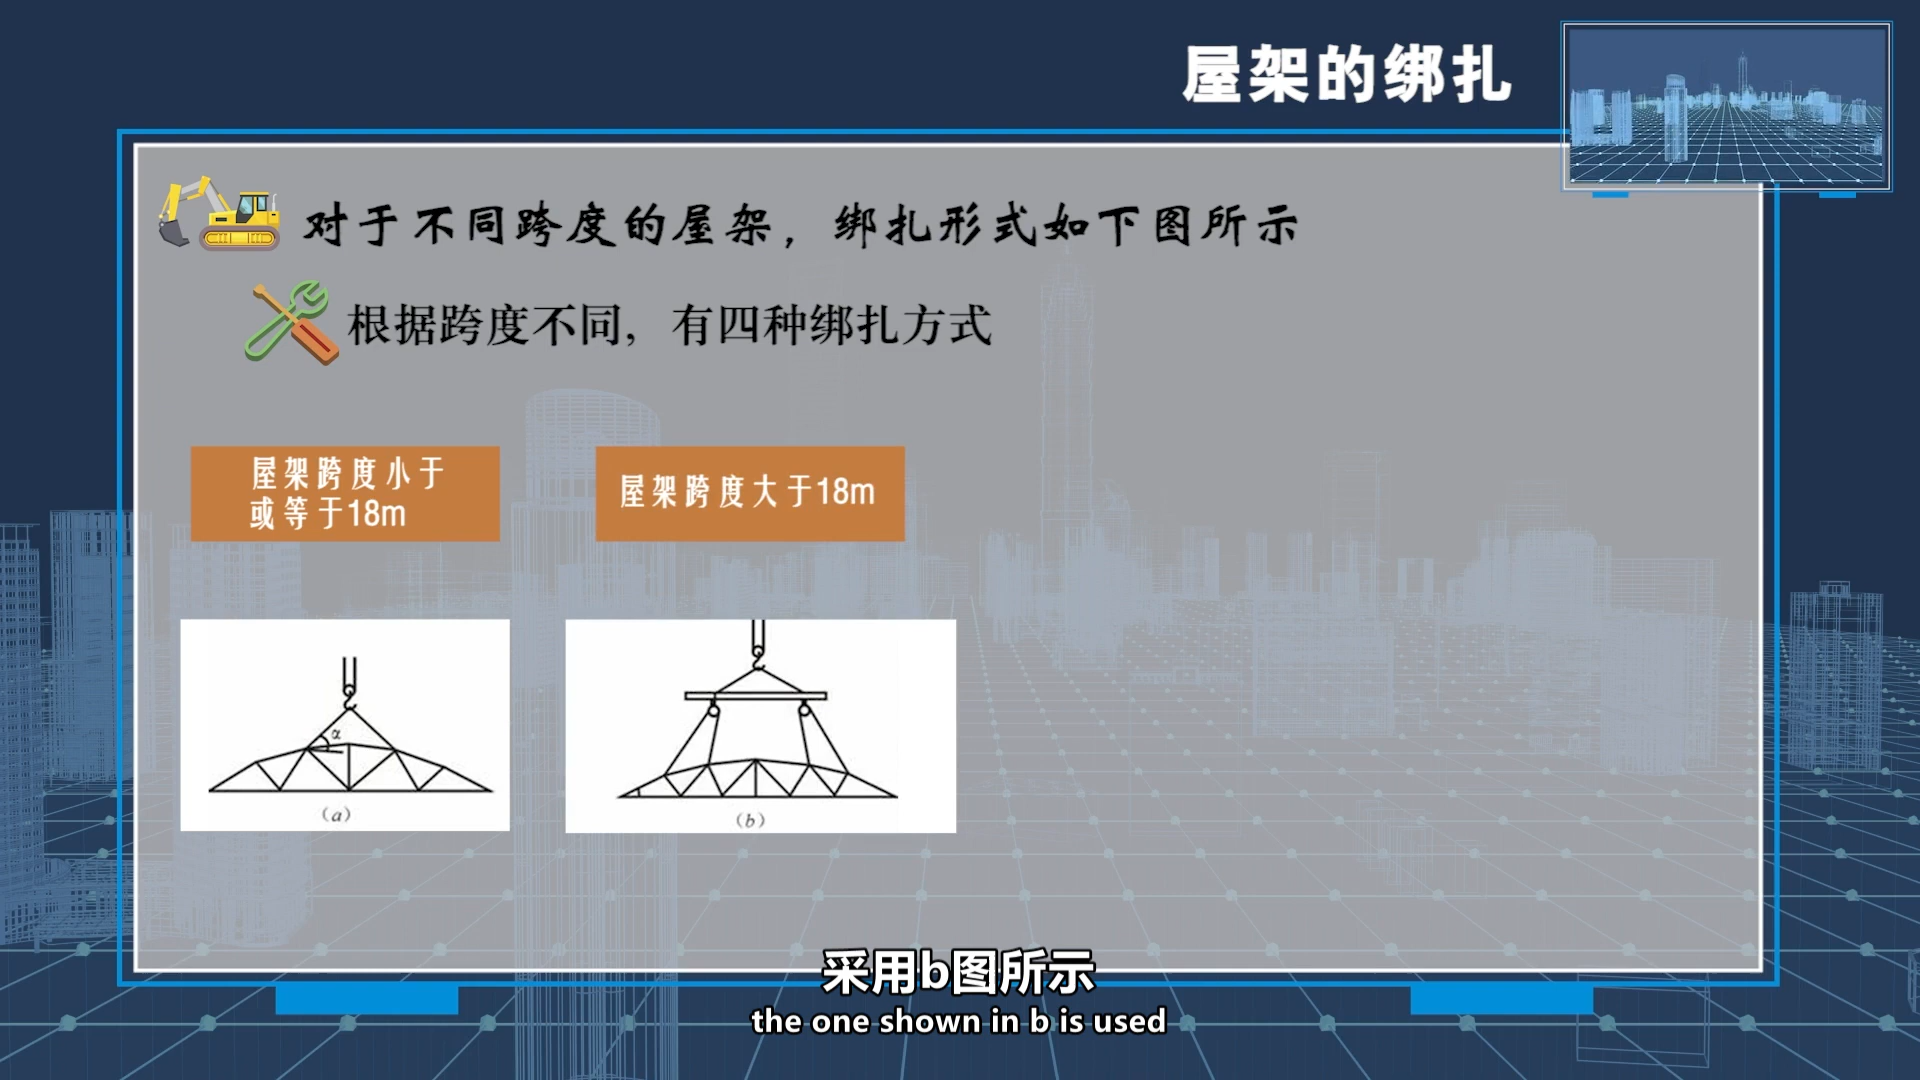 屋架的绑扎
对于不同跨度的屋架，绑扎形式如下图所示
根据跨度不同，有四种绑扎方式
屋架跨度小于
或等于18m
屋架跨度大于18m
α
(a)
(b)
采用b图所示
the one shown in b is used